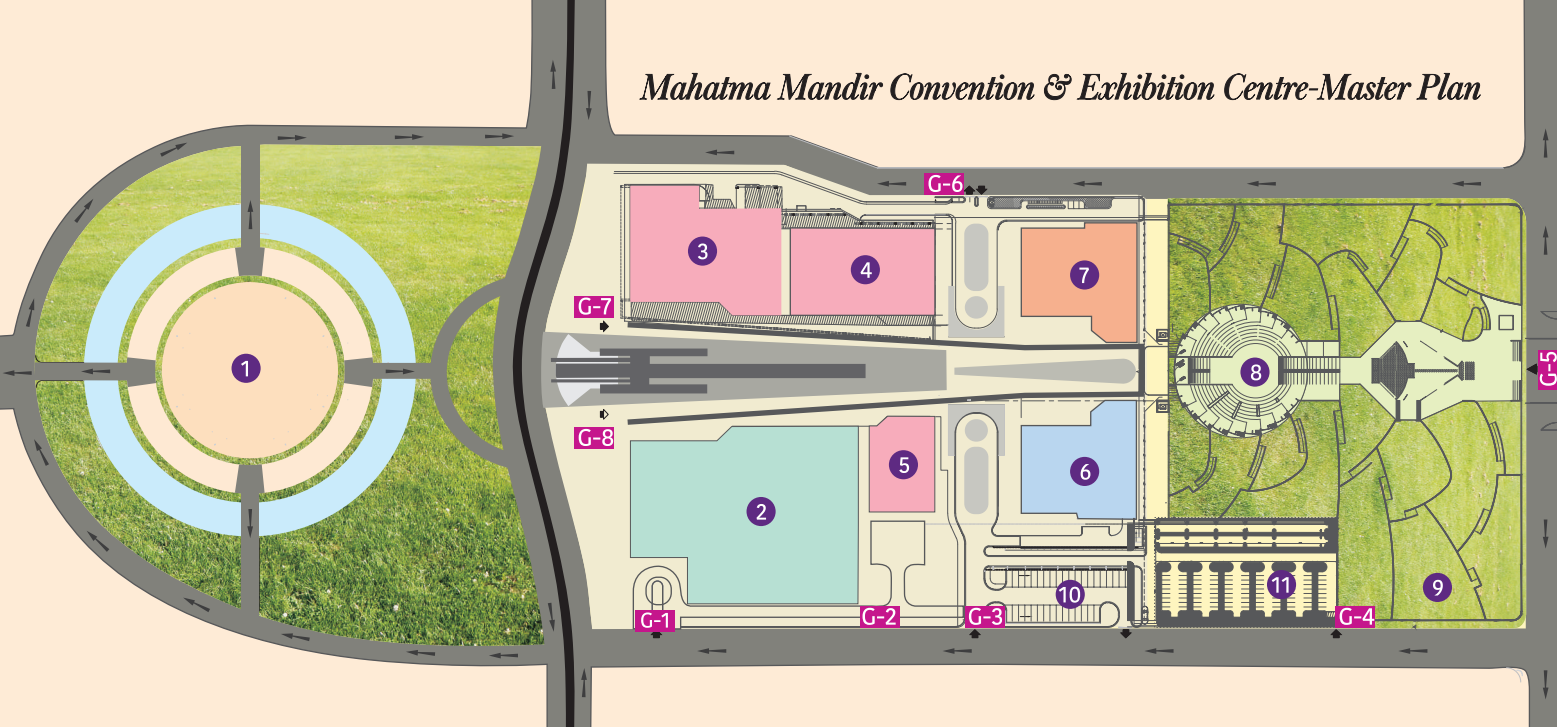 Mahatma Mandir Convention & Exhibition Centre-Master Plan
G-6
3
4
7
G-7
1
8
G-5
G-8
5
6
2
9
11
10
G-1
G-2
G-3
G-4